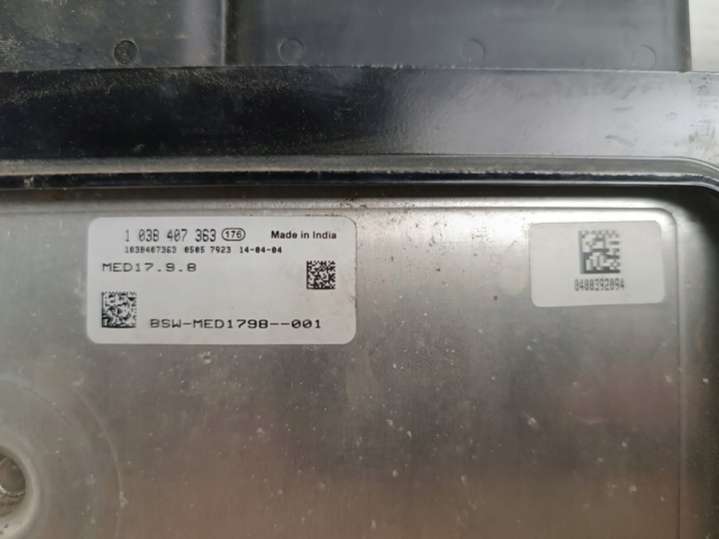 1 038 407 363 176 Made in India
1038407363 0505 7923 14-04-04
MED17.9.8
BSW-MED1798--001
0400392094